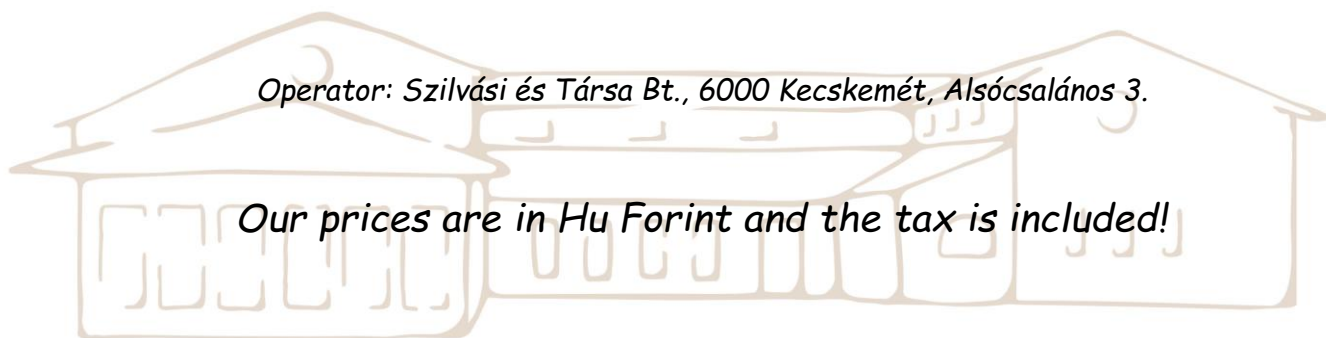 Operator: Szilvási és Társa Bt., 6000 Kecskemét, Alsócsalános 3.
Our prices are in Hu Forint and the tax is included!